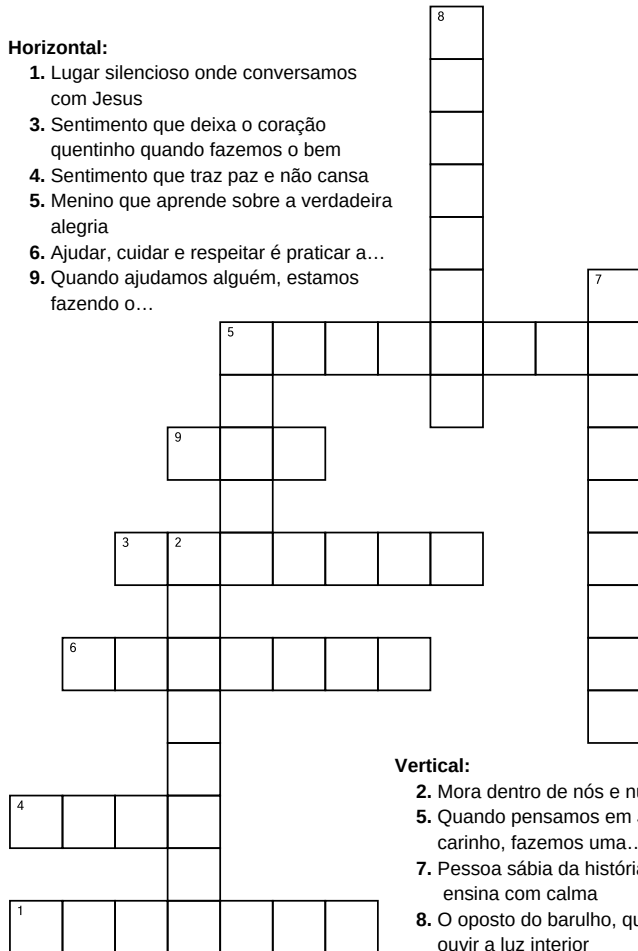 Horizontal:
1. Lugar silencioso onde conversamos
com Jesus
3. Sentimento que deixa o coração
quentinho quando fazemos o bem
4. Sentimento que traz paz e não cansa
5. Menino que aprende sobre a verdadeira
alegria
6. Ajudar, cuidar e respeitar é praticar a...
9. Quando ajudamos alguém, estamos
fazendo o...
8
7
5
9
3 2
6
4
1
Vertical:
2. Mora dentro de nós e
5. Quando pensamos em
carinho, fazemos uma...
7. Pessoa sábia da história
ensina com calma
8. O oposto do barulho,
ouvir a luz interior